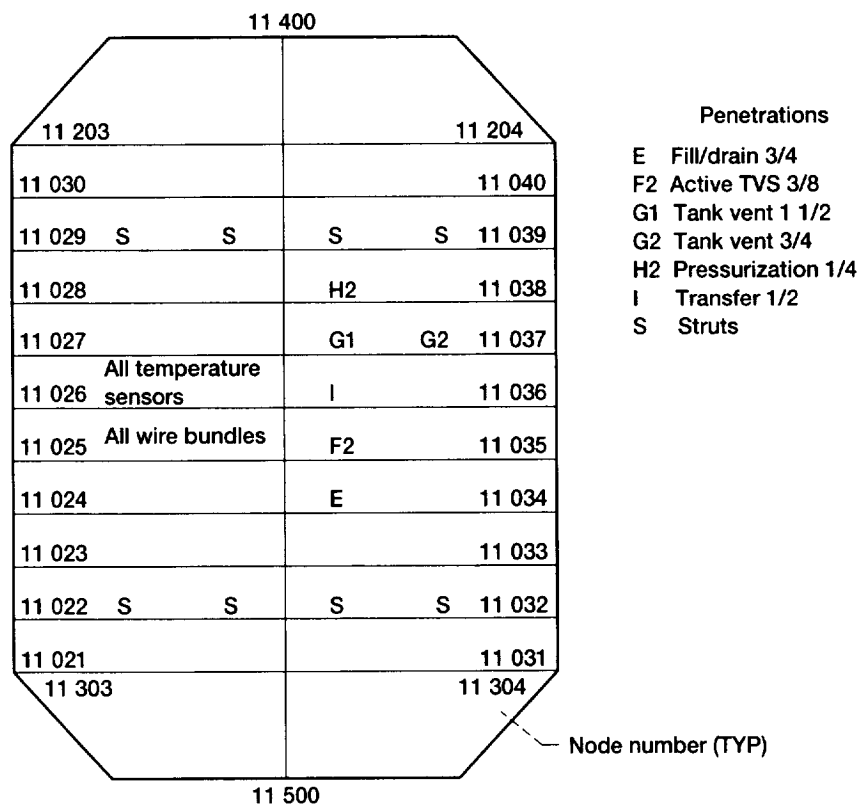 11 400
11 203 11 204
11 030 11 040
11 029 S S S S 11 039
11 028 H2 11 038
11 027 G1 G2 11 037
All temperature
11 026 sensors I 11 036
11 025 All wire bundles F2 11 035
11 024 E 11 034
11 023 11 033
11 022 S S S S 11 032
11 021 11 031
11 303 11 304
11 500
Node number (TYP)
Penetrations
E Fill/drain 3/4
F2 Active TVS 3/8
G1 Tank vent 1 1/2
G2 Tank vent 3/4
H2 Pressurization 1/4
I Transfer 1/2
S Struts